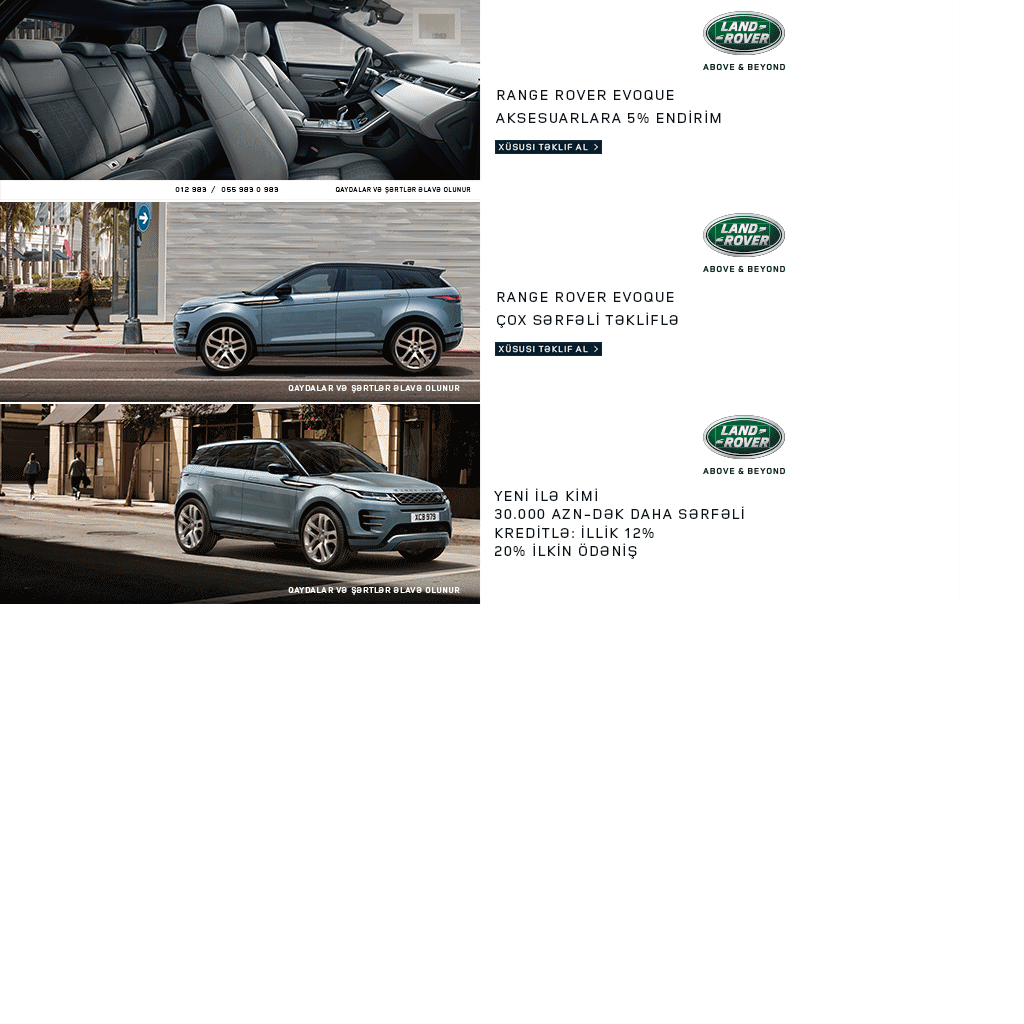 LAND
ROVER
ABOVE & BEYOND
RANGE ROVER EVOQUE
AKSESUARLARA 5% ENDİRİM
XÜSUSI TƏKLIF AL >
012 983 / 055 983 0 983
QAYDALAR VƏ ŞƏRTLƏR ƏLAVƏ OLUNUR
LAND
ROVER
ABOVE & BEYOND
RANGE ROVER EVOQUE
ÇOX SƏRFƏLİ TƏKLİFLƏ
XÜSUSI TƏKLIF AL >
QAYDALAR VƏ ŞƏRTLƏR ƏLAVƏ OLUNUR
LAND
ROVER
ABOVE & BEYOND
YENİ İLƏ KİMİ
30.000 AZN-DƏK DAHA SƏRFƏLİ
KREDİTLƏ: İLLİK 12%
20% İLKİN ÖDƏNİŞ
XCB 979
QAYDALAR VƏ ŞƏRTLƏR ƏLAVƏ OLUNUR